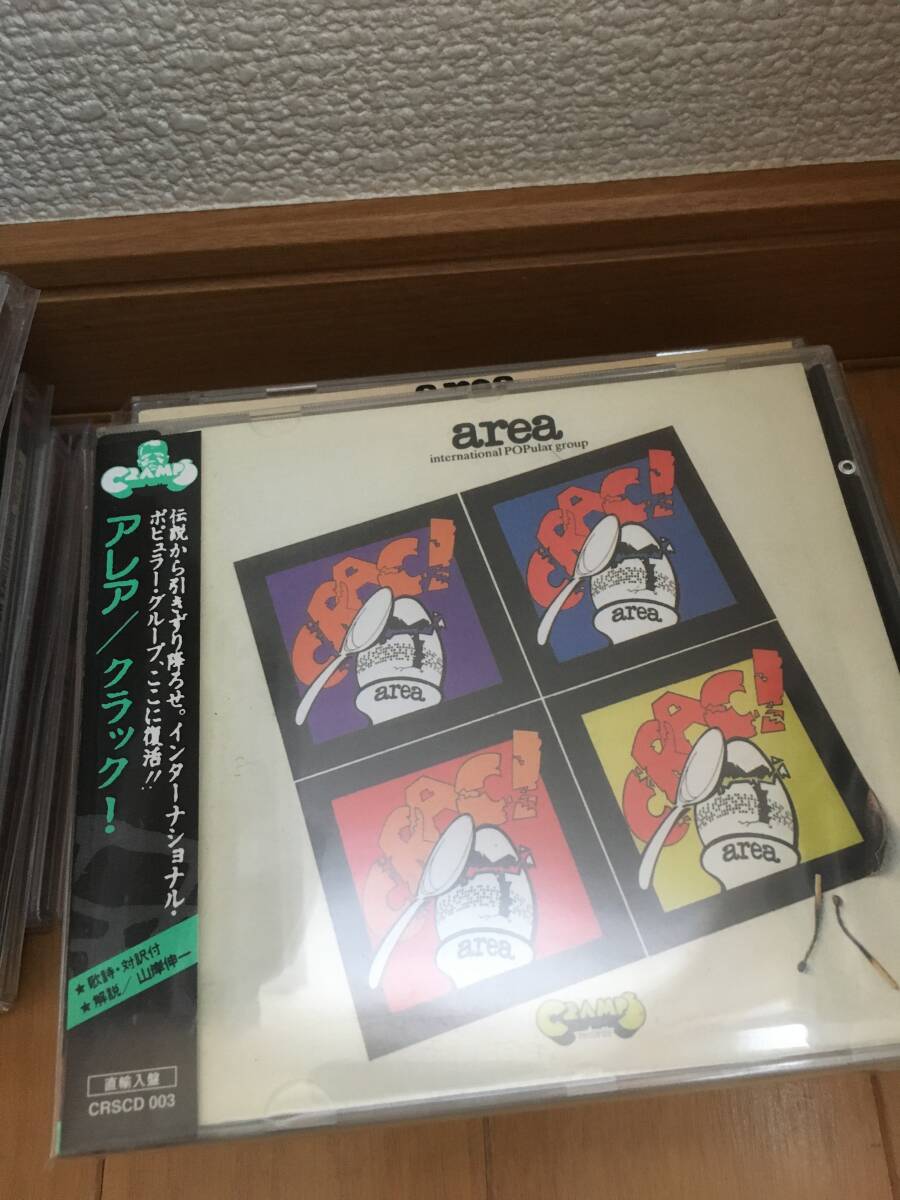 area
area
international POPular group
CRAMPS
アレア／クラック！
伝説から引きずり降ろせ。インターナショナル・
ポピュラー・グループ、ここに復活!!
★歌詩・対訳付
★解説／山岸伸一
直輸入盤
CRSCD 003
CRAC!
area
CRAC!
area
CRAC!
area
CRAC!
area
CRAMPS